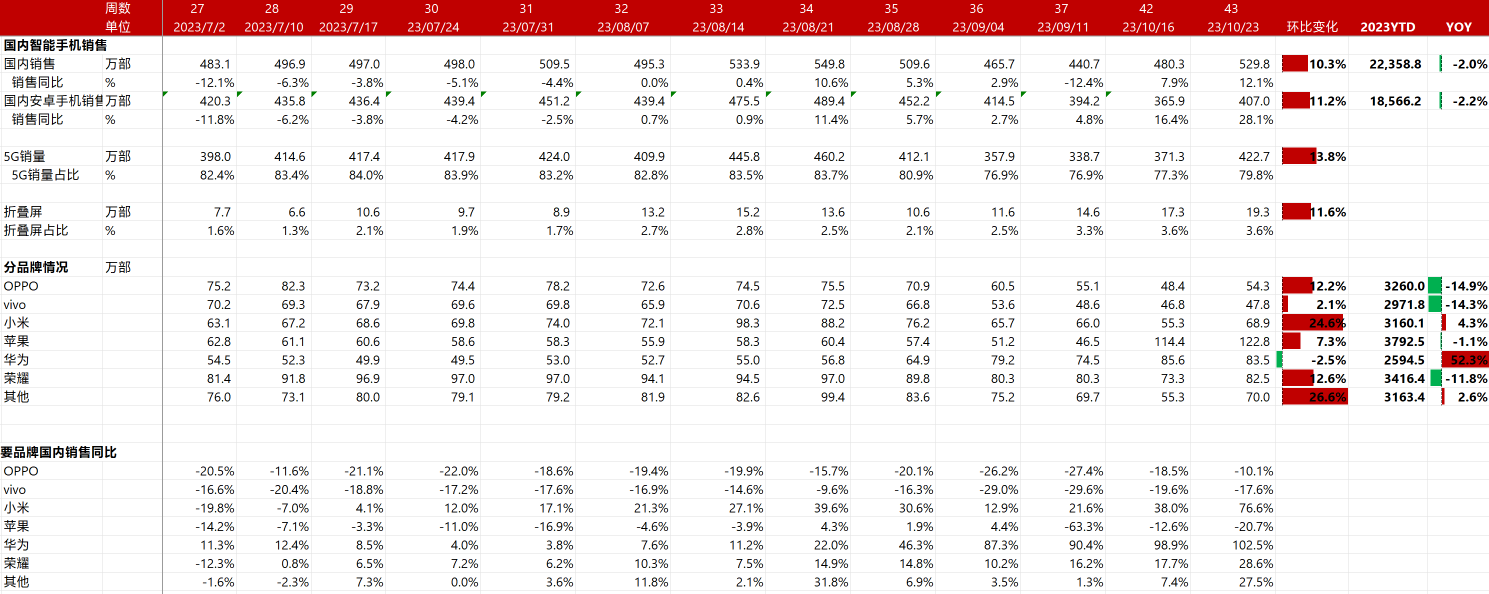 周数 27 28 29 30 31 32 33 34 35 36 37 42 43
单位 2023/7/2 2023/7/10 2023/7/17 23/07/24 23/07/31 23/08/07 23/08/14 23/08/21 23/08/28 23/09/04 23/09/11 23/10/16 23/10/23 环比变化 2023YTD YOY
国内智能手机销售
国内销售 万部 483.1 496.9 497.0 498.0 509.5 495.3 533.9 549.8 509.6 465.7 440.7 480.3 529.8 10.3% 22,358.8 -2.0%
销售同比 % -12.1% -6.3% -3.8% -5.1% -4.4% 0.0% 0.4% 10.6% 5.3% 2.9% -12.4% 7.9% 12.1%
国内安卓手机销售 万部 420.3 435.8 436.4 439.4 451.2 439.4 475.5 489.4 452.2 414.5 394.2 365.9 407.0 11.2% 18,566.2 -2.2%
销售同比 % -11.8% -6.2% -3.8% -4.2% -2.5% 0.7% 0.9% 11.4% 5.7% 2.7% 4.8% 16.4% 28.1%
5G销量 万部 398.0 414.6 417.4 417.9 424.0 409.9 445.8 460.2 412.1 357.9 338.7 371.3 422.7 13.8%
5G销量占比 % 82.4% 83.4% 84.0% 83.9% 83.2% 82.8% 83.5% 83.7% 80.9% 76.9% 76.9% 77.3% 79.8%
折叠屏 万部 7.7 6.6 10.6 9.7 8.9 13.2 15.2 13.6 10.6 11.6 14.6 17.3 19.3 11.6%
折叠屏占比 % 1.6% 1.3% 2.1% 1.9% 1.7% 2.7% 2.8% 2.5% 2.1% 2.5% 3.3% 3.6% 3.6%
分品牌情况 万部
OPPO 75.2 82.3 73.2 74.4 78.2 75.6 72.6 74.5 75.5 70.9 60.5 55.1 48.4 54.3 12.2% 3260.0 -14.9%
vivo 70.2 69.3 67.9 69.6 69.8 65.9 70.6 72.5 66.8 53.6 48.6 46.8 47.8 2.1% 2971.8 -14.3%
小米 63.1 67.2 68.6 69.8 74.0 72.1 98.3 88.2 76.2 65.7 66.0 55.3 68.9 24.6% 3160.1 4.3%
苹果 62.8 61.1 60.6 58.6 58.3 55.9 58.3 60.4 57.4 51.2 46.5 114.4 122.8 7.3% 3792.5 -1.1%
华为 54.5 52.3 49.9 49.5 53.0 52.7 55.0 56.8 64.9 79.2 74.5 85.6 83.5 -2.5% 2594.5 52.3%
荣耀 81.4 91.8 96.9 97.0 97.0 94.1 94.5 97.0 89.8 80.3 80.3 73.3 82.5 12.6% 3416.4 -11.8%
其他 76.0 73.1 80.0 79.1 79.2 81.9 82.6 99.4 83.6 75.2 69.7 55.3 70.0 26.6% 3163.4 2.6%
要品牌国内销售同比
OPPO -20.5% -11.6% -21.1% -22.0% -18.6% -19.4% -19.9% -15.7% -20.1% -26.2% -27.4% -18.5% -10.1%
vivo -16.6% -20.4% -18.8% -17.2% -17.6% -16.9% -14.6% -9.6% -16.3% -29.0% -29.6% -19.6% -17.6%
小米 -19.8% -7.0% 4.1% 12.0% 17.1% 21.3% 27.1% 39.6% 30.6% 12.9% 21.6% 38.0% 76.6%
苹果 -14.2% -7.1% -3.3% -11.0% -16.9% -4.6% -3.9% 4.3% 1.9% 4.4% -63.3% -12.6% -20.7%
华为 11.3% 12.4% 8.5% 4.0% 3.8% 7.6% 11.2% 22.0% 46.3% 87.3% 90.4% 98.9% 102.5%
荣耀 -12.3% 0.8% 6.5% 7.2% 6.2% 10.3% 7.5% 14.9% 14.8% 10.2% 16.2% 17.7% 28.6%
其他 -1.6% -2.3% 7.3% 0.0% 3.6% 11.8% 2.1% 31.8% 6.9% 3.5% 1.3% 7.4% 27.5%